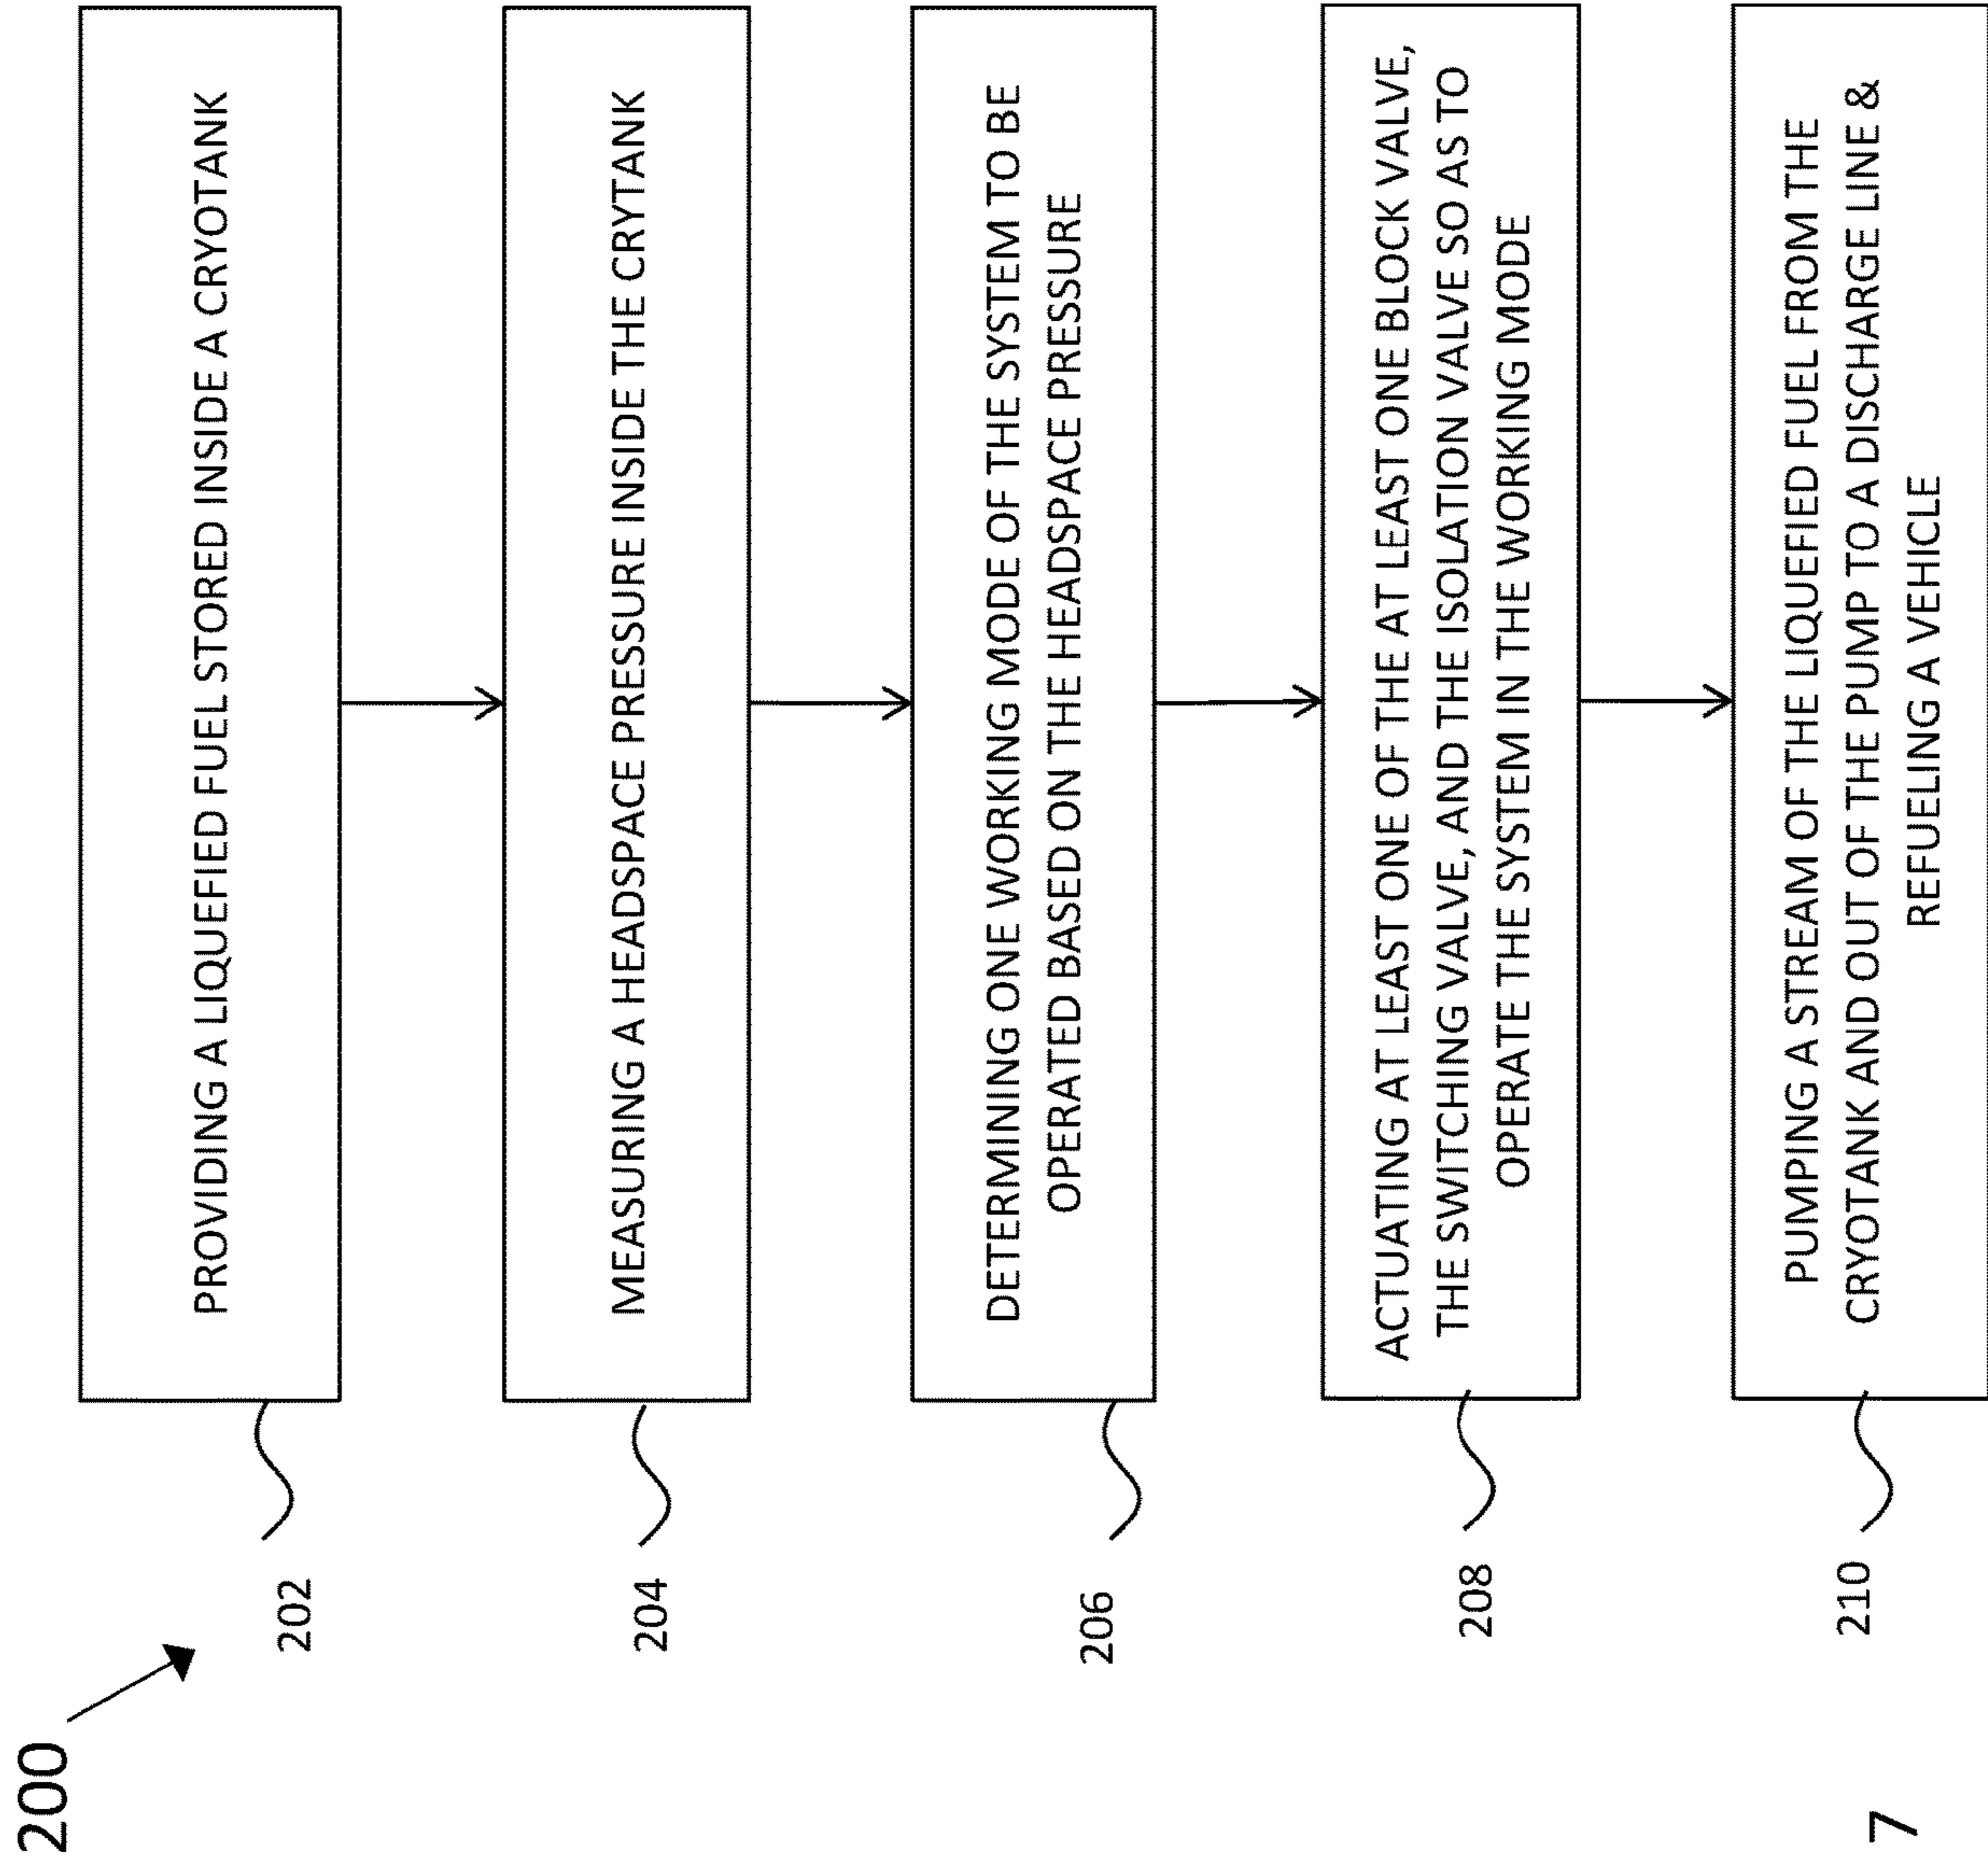 200
202
PROVIDING A LIQUEFIED FUEL STORED INSIDE A CRYOTANK
204
MEASURING A HEADSPACE PRESSURE INSIDE THE CRYTANK
206
DETERMINING ONE WORKING MODE OF THE SYSTEM TO BE
OPERATED BASED ON THE HEADSPACE PRESSURE
208
ACTUATING AT LEAST ONE OF THE AT LEAST ONE BLOCK VALVE,
THE SWITCHING VALVE, AND THE ISOLATION VALVE SO AS TO
OPERATE THE SYSTEM IN THE WORKING MODE
210
PUMPING A STREAM OF THE LIQUEFIED FUEL FROM THE
CRYOTANK AND OUT OF THE PUMP TO A DISCHARGE LINE &
REFUELING A VEHICLE
7